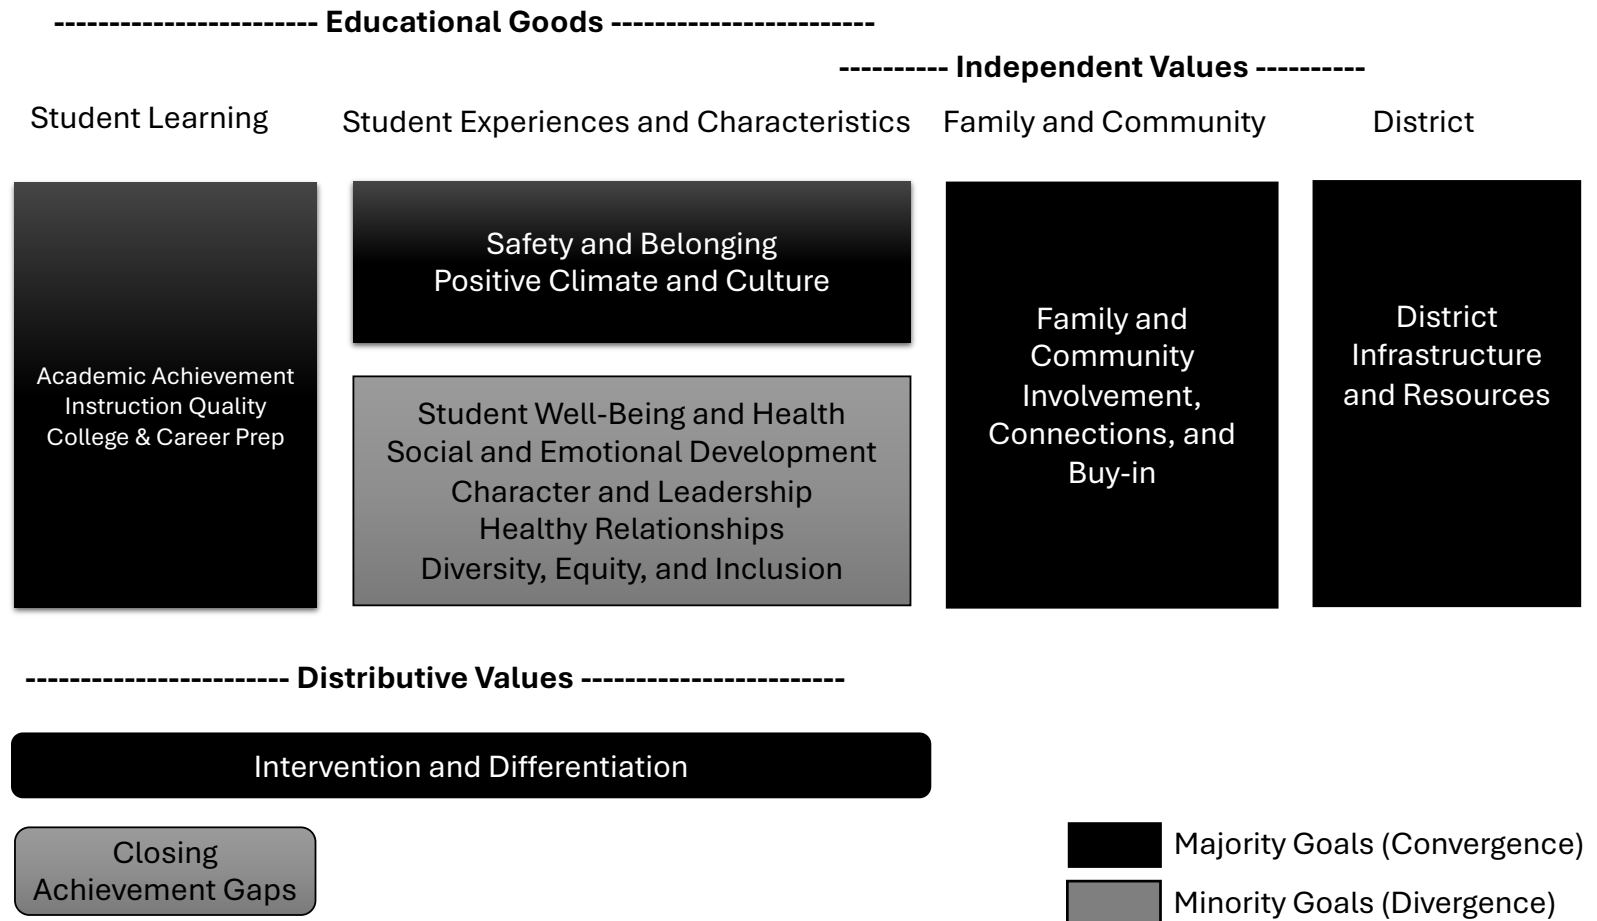 ----------------------- Educational Goods -----------------------
---------- Independent Values ----------
Student Learning
Student Experiences and Characteristics
Family and Community
District
Academic Achievement
Instruction Quality
College & Career Prep
Safety and Belonging
Positive Climate and Culture
Student Well-Being and Health
Social and Emotional Development
Character and Leadership
Healthy Relationships
Diversity, Equity, and Inclusion
Family and
Community
Involvement,
Connections, and
Buy-in
District
Infrastructure
and Resources
----------------------- Distributive Values -----------------------
Intervention and Differentiation
Closing
Achievement Gaps
Majority Goals (Convergence)
Minority Goals (Divergence)